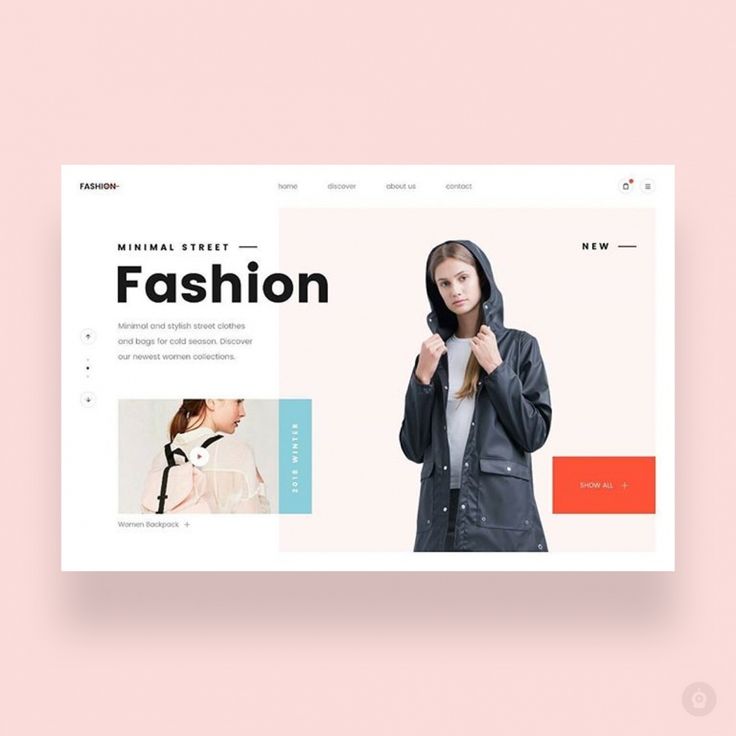 FASHION
home discover about us contact
MINIMAL STREET
Fashion
NEW
Minimal and stylish street clothes
and bags for cold season. Discover
our newest women collections.
2018 WINTER
SHOW ALL +
Women Backpack +